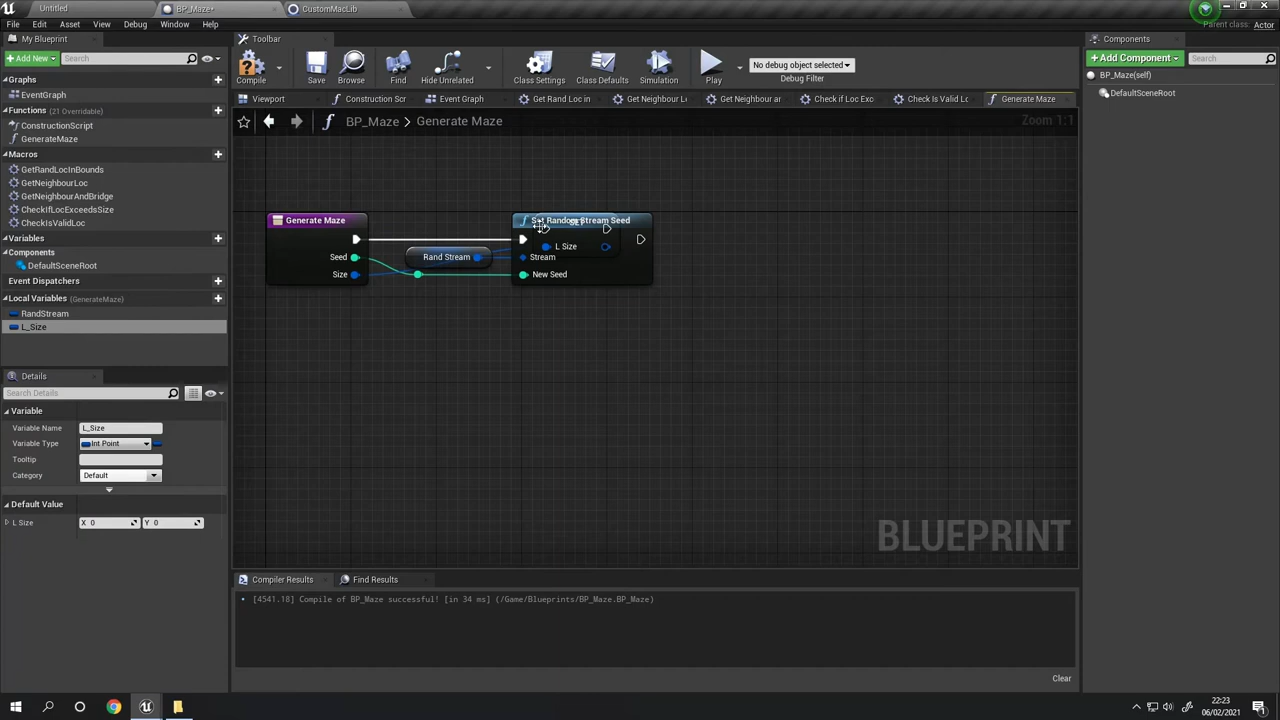 Untitled
BP_Maze*
CustomMacLib
File
Edit
Asset
View
Debug
Window
Help
Parent class: Actor
My Blueprint
Add New
Search
Graphs
EventGraph
Functions (21 Overridable)
ConstructionScript
GenerateMaze
Macros
GetRandLocInBounds
GetNeighbourLoc
GetNeighbourAndBridge
CheckIfLocExceedsSize
CheckIsValidLoc
Variables
Components
DefaultSceneRoot
Event Dispatchers
Local Variables (GenerateMaze)
RandStream
L_Size
Details
Search Details
Variable
Variable Name
L_Size
Variable Type
Int Point
Tooltip
Category
Default
Default Value
L Size
X 0
Y 0
Toolbar
Compile
Save
Browse
Find
Hide Unrelated
Class Settings
Class Defaults
Simulation
Play
No debug object selected
Debug Filter
Viewport
Construction Scr
Event Graph
Get Rand Loc in
Get Neighbour Lo
Get Neighbour an
Check if Loc Exc
Check Is Valid Lo
Generate Maze
BP_Maze > Generate Maze
Zoom 1:1
Generate Maze
Seed
Size
Rand Stream
Set Random Stream Seed
SET
L Size
Stream
New Seed
BLUEPRINT
Compiler Results
Find Results
[4541.18] Compile of BP_Maze successful! [in 34 ms] (/Game/Blueprints/BP_Maze.BP_Maze)
Clear
Components
Add Component
Search
BP_Maze(self)
DefaultSceneRoot
22:23
06/02/2021